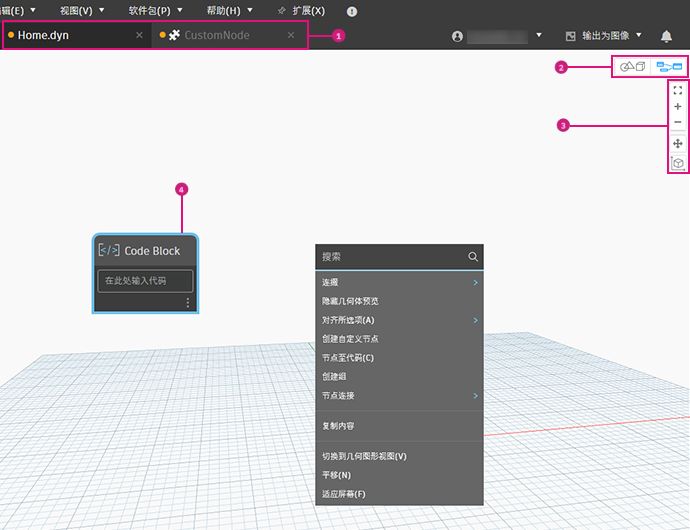 编辑(E) 视图(V) 软件包(P) 帮助(H) 扩展(X)
Home.dyn CustomNode
1
输出为图像
2
3
4
Code Block
在此处输入代码
搜索
连缀
隐藏几何体预览
对齐所选项(A)
创建自定义节点
节点至代码(C)
创建组
节点连接
复制内容
切换到几何图形视图(V)
平移(N)
适应屏幕(F)